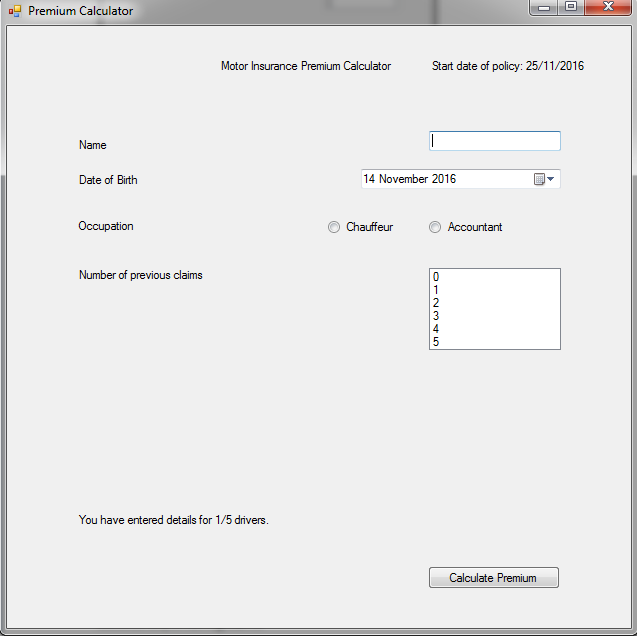 Premium Calculator
Motor Insurance Premium Calculator Start date of policy: 25/11/2016
Name
Date of Birth 14 November 2016
Occupation Chauffeur Accountant
Number of previous claims 0
1
2
3
4
5
You have entered details for 1/5 drivers.
Calculate Premium